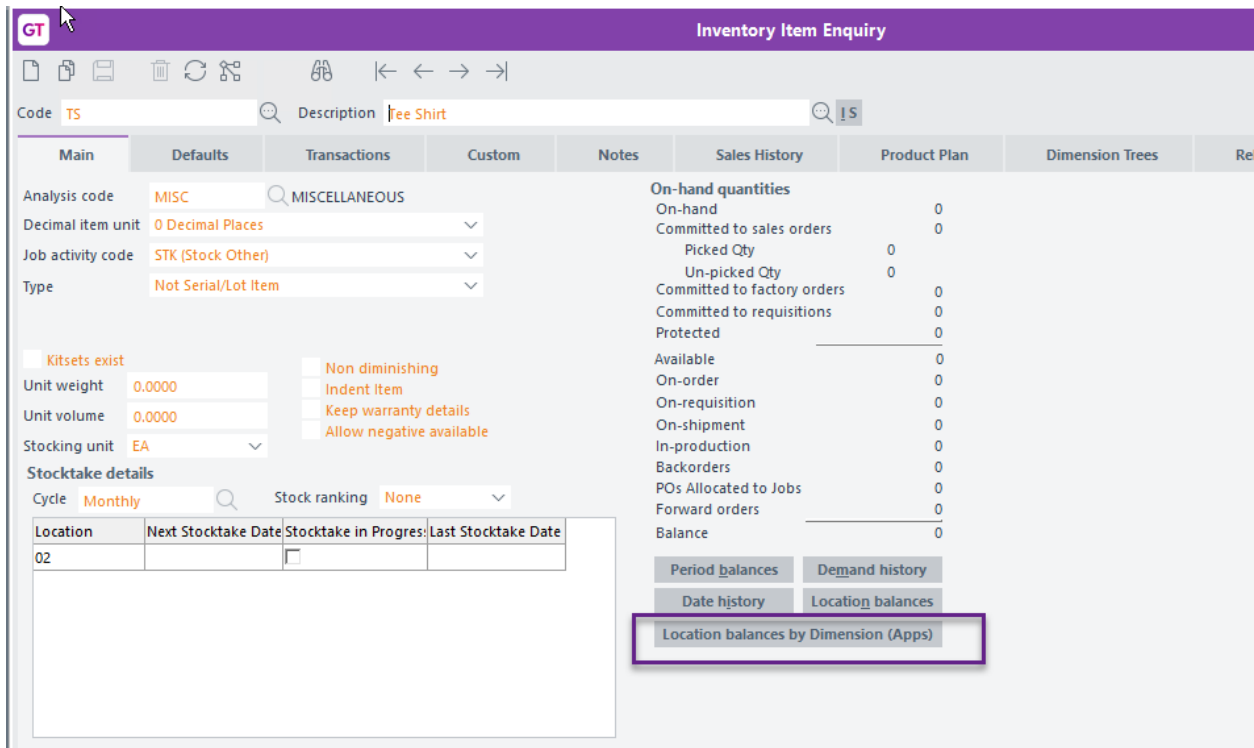 GT Inventory Item Enquiry
Code TS Description Tee Shirt I S
Main Defaults Transactions Custom Notes Sales History Product Plan Dimension Trees Rel
Analysis code MISC MISCELLANEOUS
Decimal item unit 0 Decimal Places
Job activity code STK (Stock Other)
Type Not Serial/Lot Item
Kitsets exist
Non diminishing
Unit weight 0.0000
Indent Item
Keep warranty details
Unit volume 0.0000
Allow negative available
Stocking unit EA
Stocktake details
Cycle Monthly Stock ranking None
Location Next Stocktake Date Stocktake in Progres: Last Stocktake Date
02
On-hand quantities
On-hand 0
Committed to sales orders 0
Picked Qty 0
Un-picked Qty 0
Committed to factory orders 0
Committed to requisitions 0
Protected 0
Available 0
On-order 0
On-requisition 0
On-shipment 0
In-production 0
Backorders 0
POs Allocated to Jobs 0
Forward orders 0
Balance 0
Period balances Demand history
Date history Location balances
Location balances by Dimension (Apps)